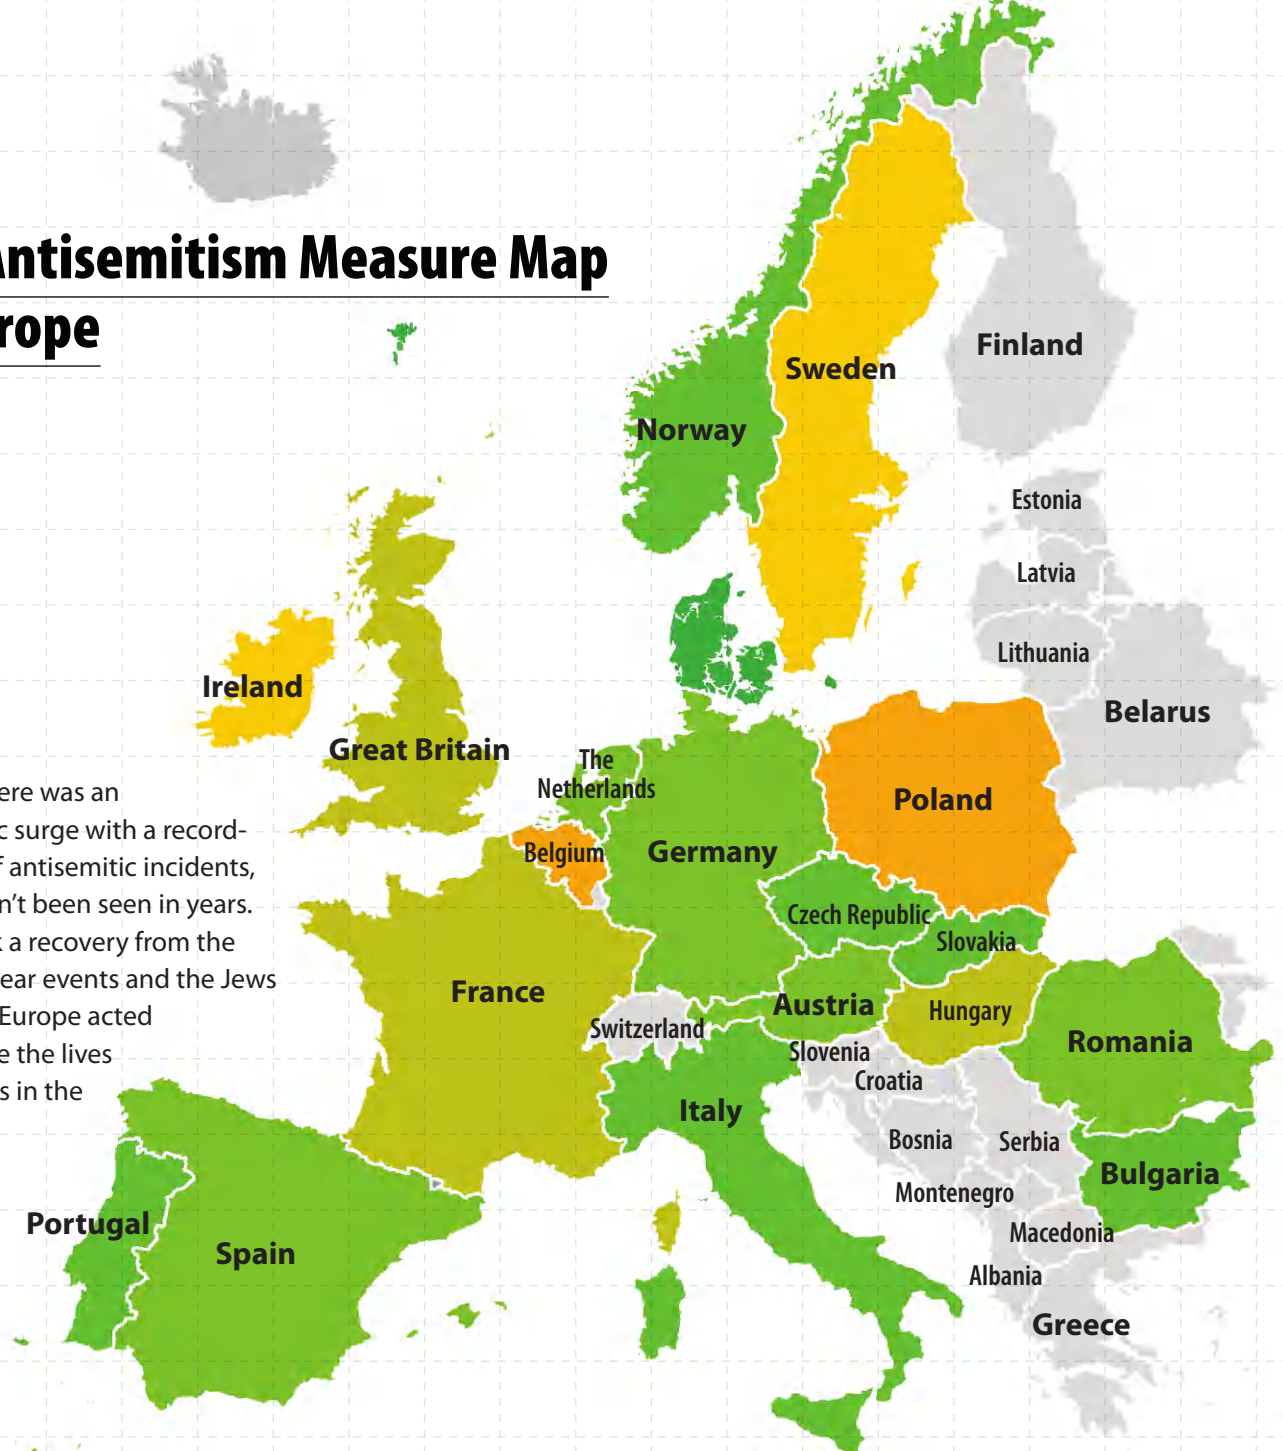 Antisemitism Measure Map
rope
Finland
Sweden
Norway
Estonia
Latvia
Lithuania
Ireland
Belarus
Great Britain
The
Netherlands
Poland
Belgium
Germany
ere was an
c surge with a record-
f antisemitic incidents,
n't been seen in years.
k a recovery from the
ear events and the Jews
Europe acted
e the lives
s in the
Czech Republic
Slovakia
France
Austria
Hungary
Switzerland
Romania
Slovenia
Croatia
Italy
Bosnia
Serbia
Bulgaria
Montenegro
Portugal
Macedonia
Spain
Albania
Greece